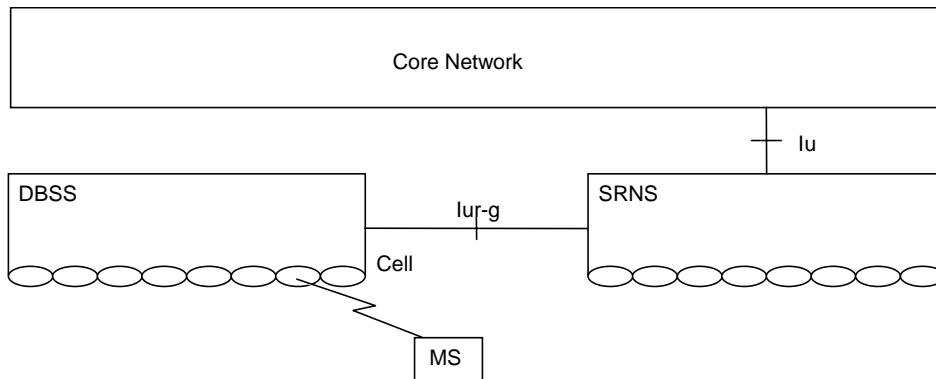 Core Network
Iu
DBSS
SRNS
Iur-g
Cell
MS